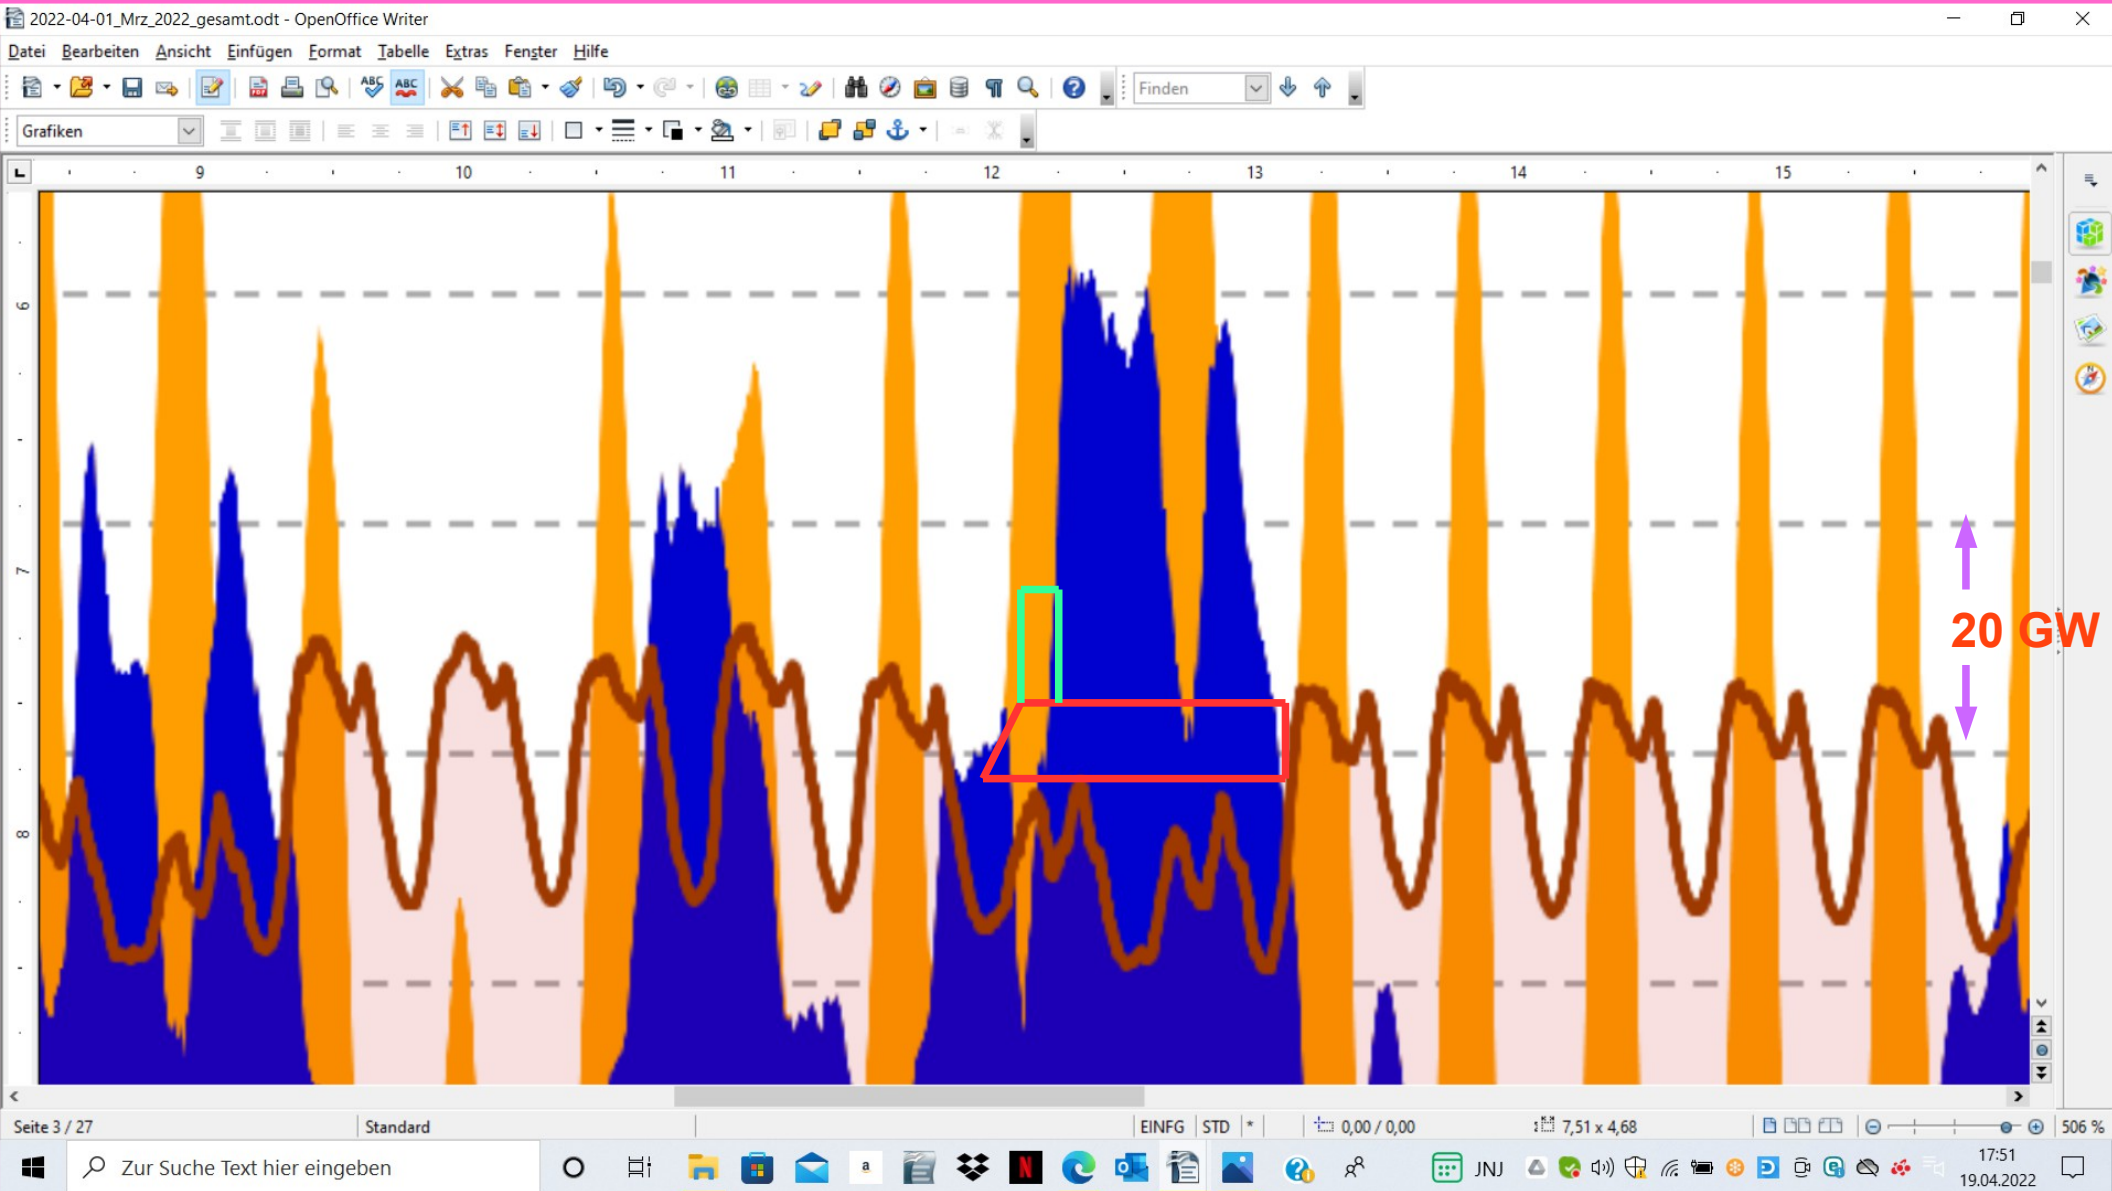 2022-04-01_Mrz_2022_gesamt.odt - OpenOffice Writer
Datei Bearbeiten Ansicht Einfügen Format Tabelle Extras Fenster Hilfe
ABC ABC Finden
Grafiken
9 10 11 12 13 14 15
6
7
8
20 GW
Seite 3 / 27 Standard EINFG STD * 0,00 / 0,00 7,51 x 4,68 506 %
Zur Suche Text hier eingeben a N JNJ 17:51
19.04.2022